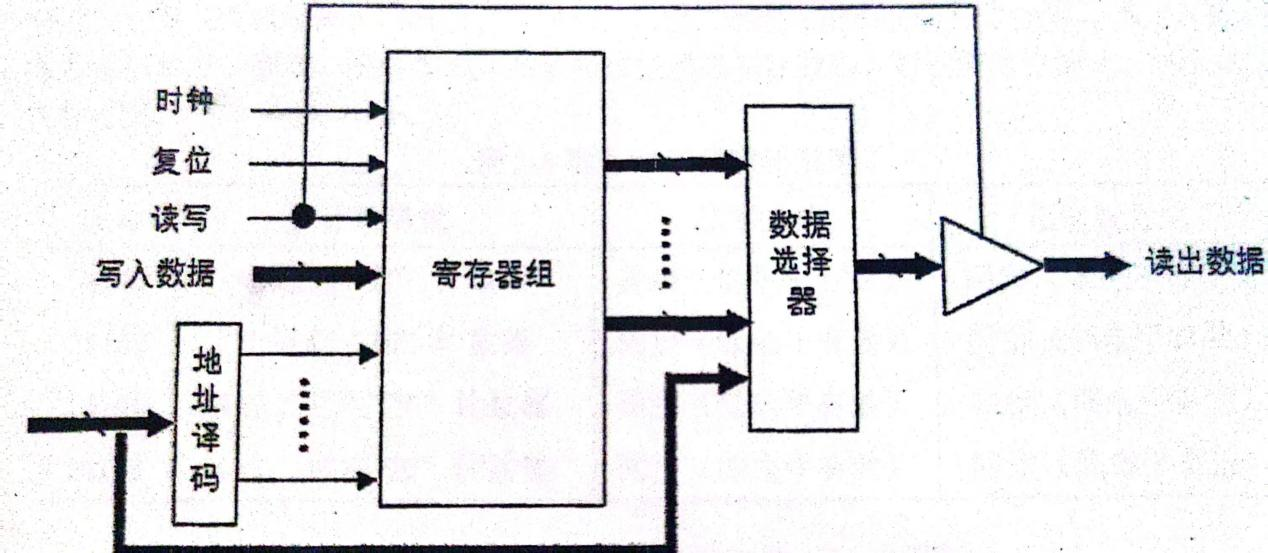 时钟
复位
读写
写入数据
寄存器组
数据
选择
器
读出数据
地
址
译
码